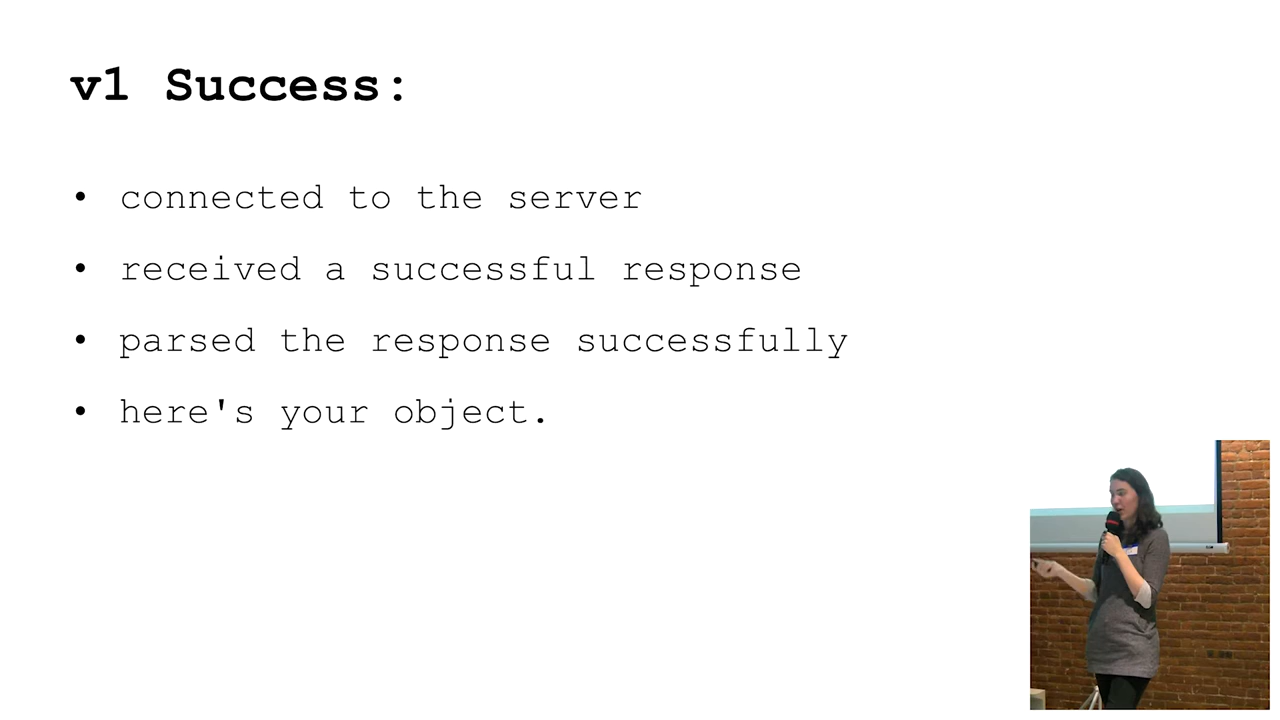 v1 Success:
• connected to the server
• received a successful response
• parsed the response successfully
• here's your object.